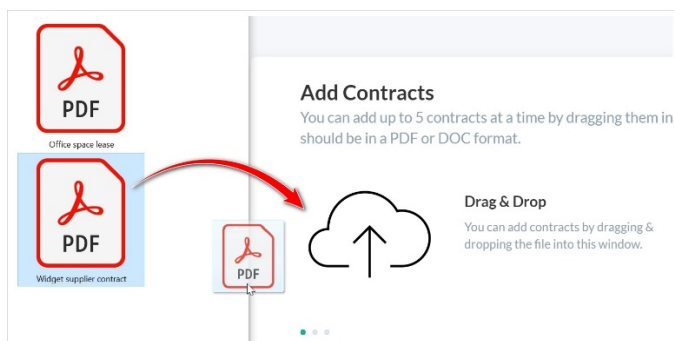 PDF
Office space lease
PDF
Widget supplier contract
PDF
Add Contracts
You can add up to 5 contracts at a time by dragging them in
should be in a PDF or DOC format.
Drag & Drop
You can add contracts by dragging &
dropping the file into this window.